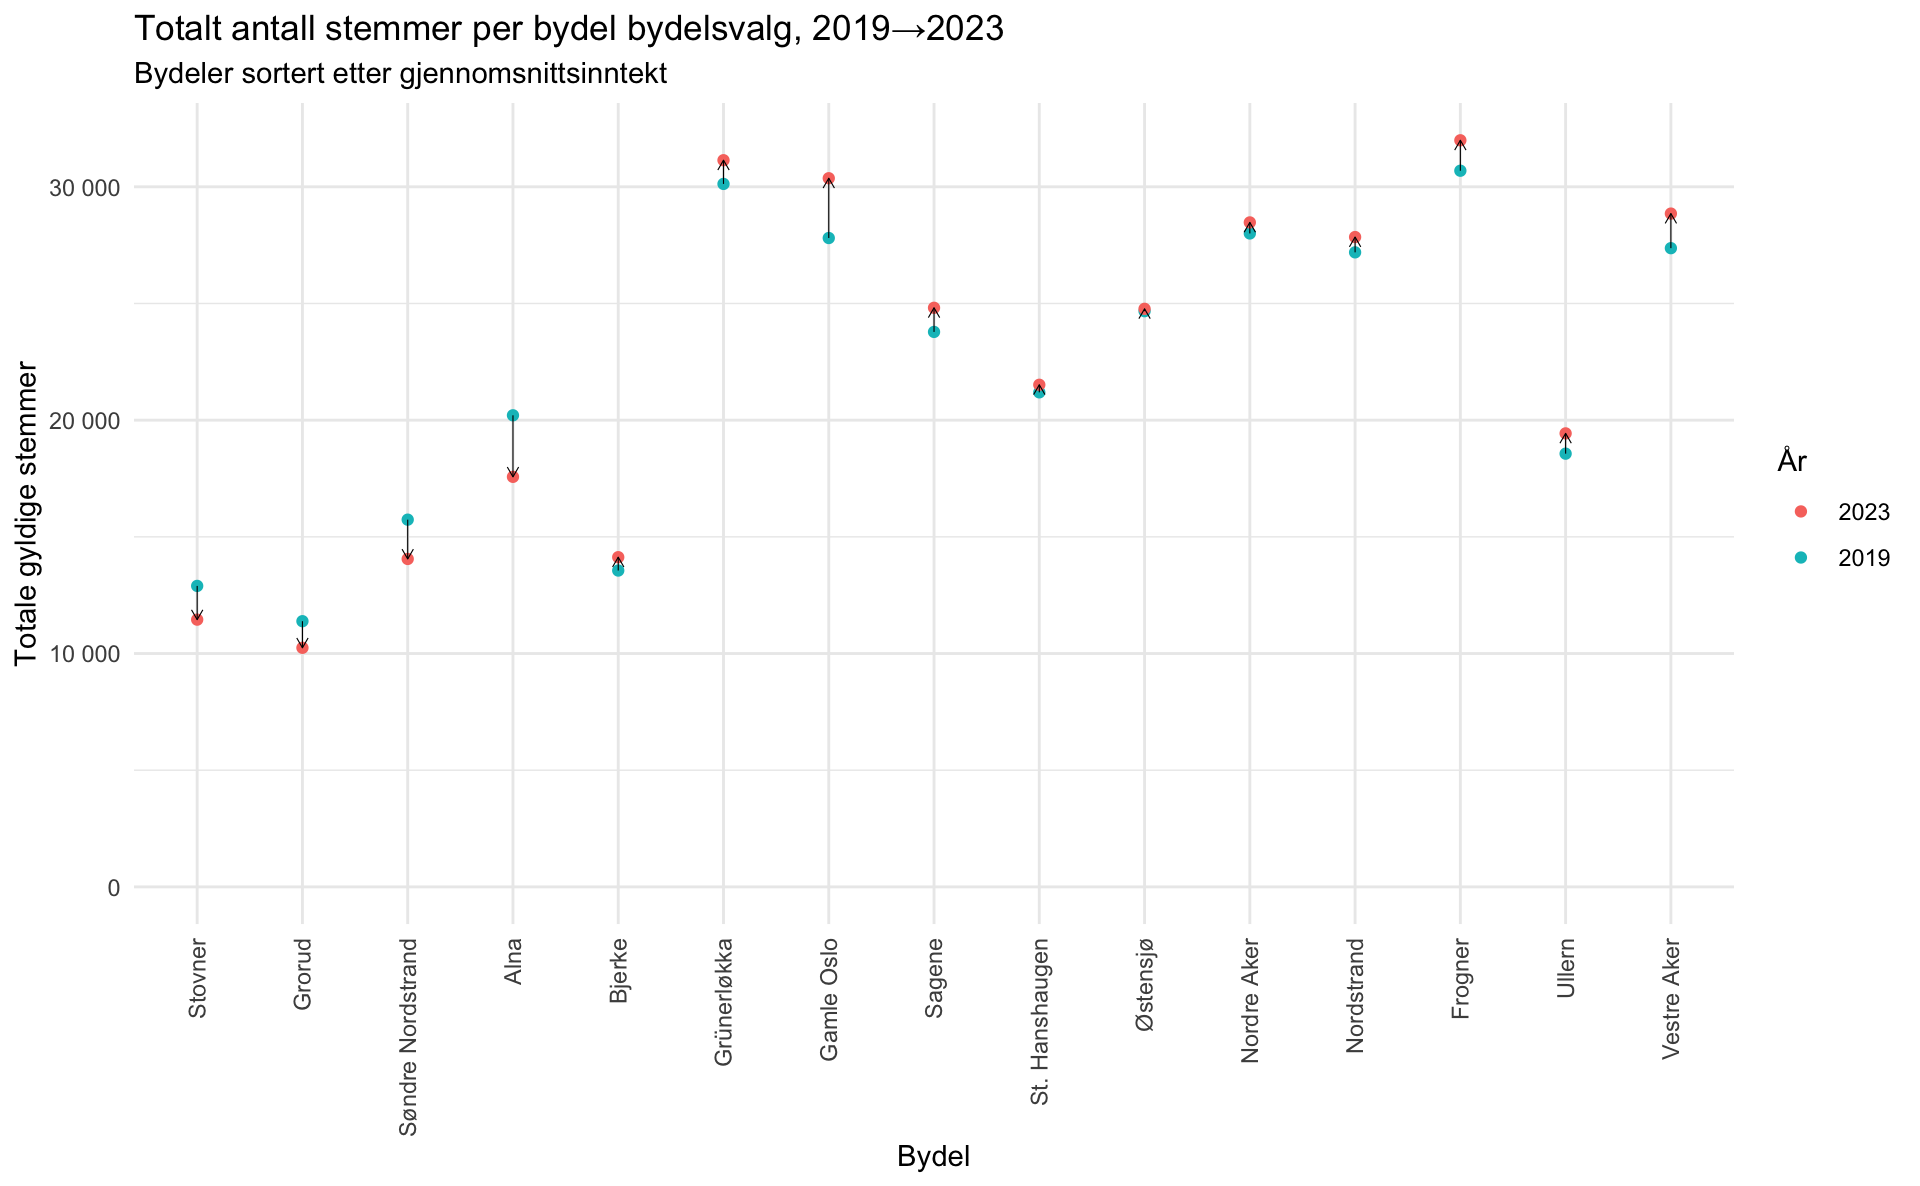 Totalt antall stemmer per bydel bydelsvalg, 2019→2023
Bydeler sortert etter gjennomsnittsinntekt
Totale gyldige stemmer
30 000
20 000
10 000
0
Stovner
Grorud
Søndre Nordstrand
Alna
Bjerke
Grünerløkka
Gamle Oslo
Sagene
St. Hanshaugen
Østensjø
Nordre Aker
Nordstrand
Frogner
Ullern
Vestre Aker
Bydel
År
2023
2019